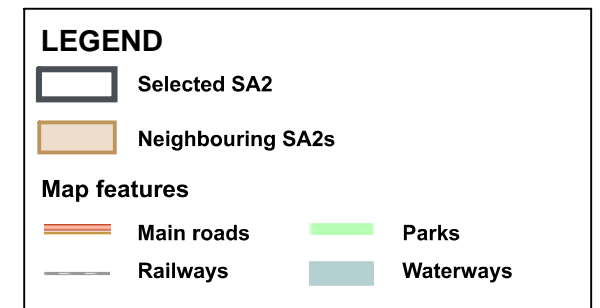 LEGEND
Selected SA2
Neighbouring SA2s
Map features
Main roads
Parks
Railways
Waterways